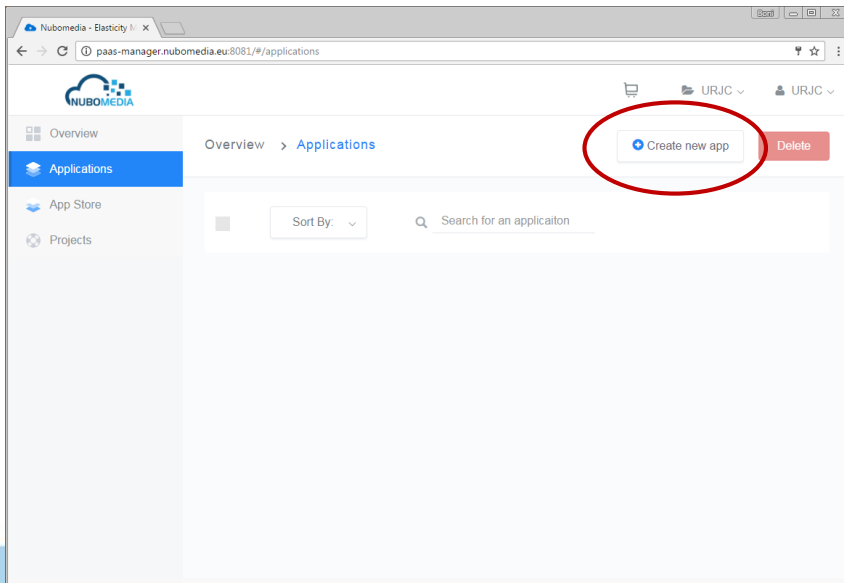 Nubomedia - Elasticity M
Boni
paas-manager.nubomedia.eu:8081/#/applications
NUBOMEDIA
URJC
URJC
Overview
Applications
App Store
Projects
Overview > Applications
Create new app
Delete
Sort By:
Search for an applicaiton